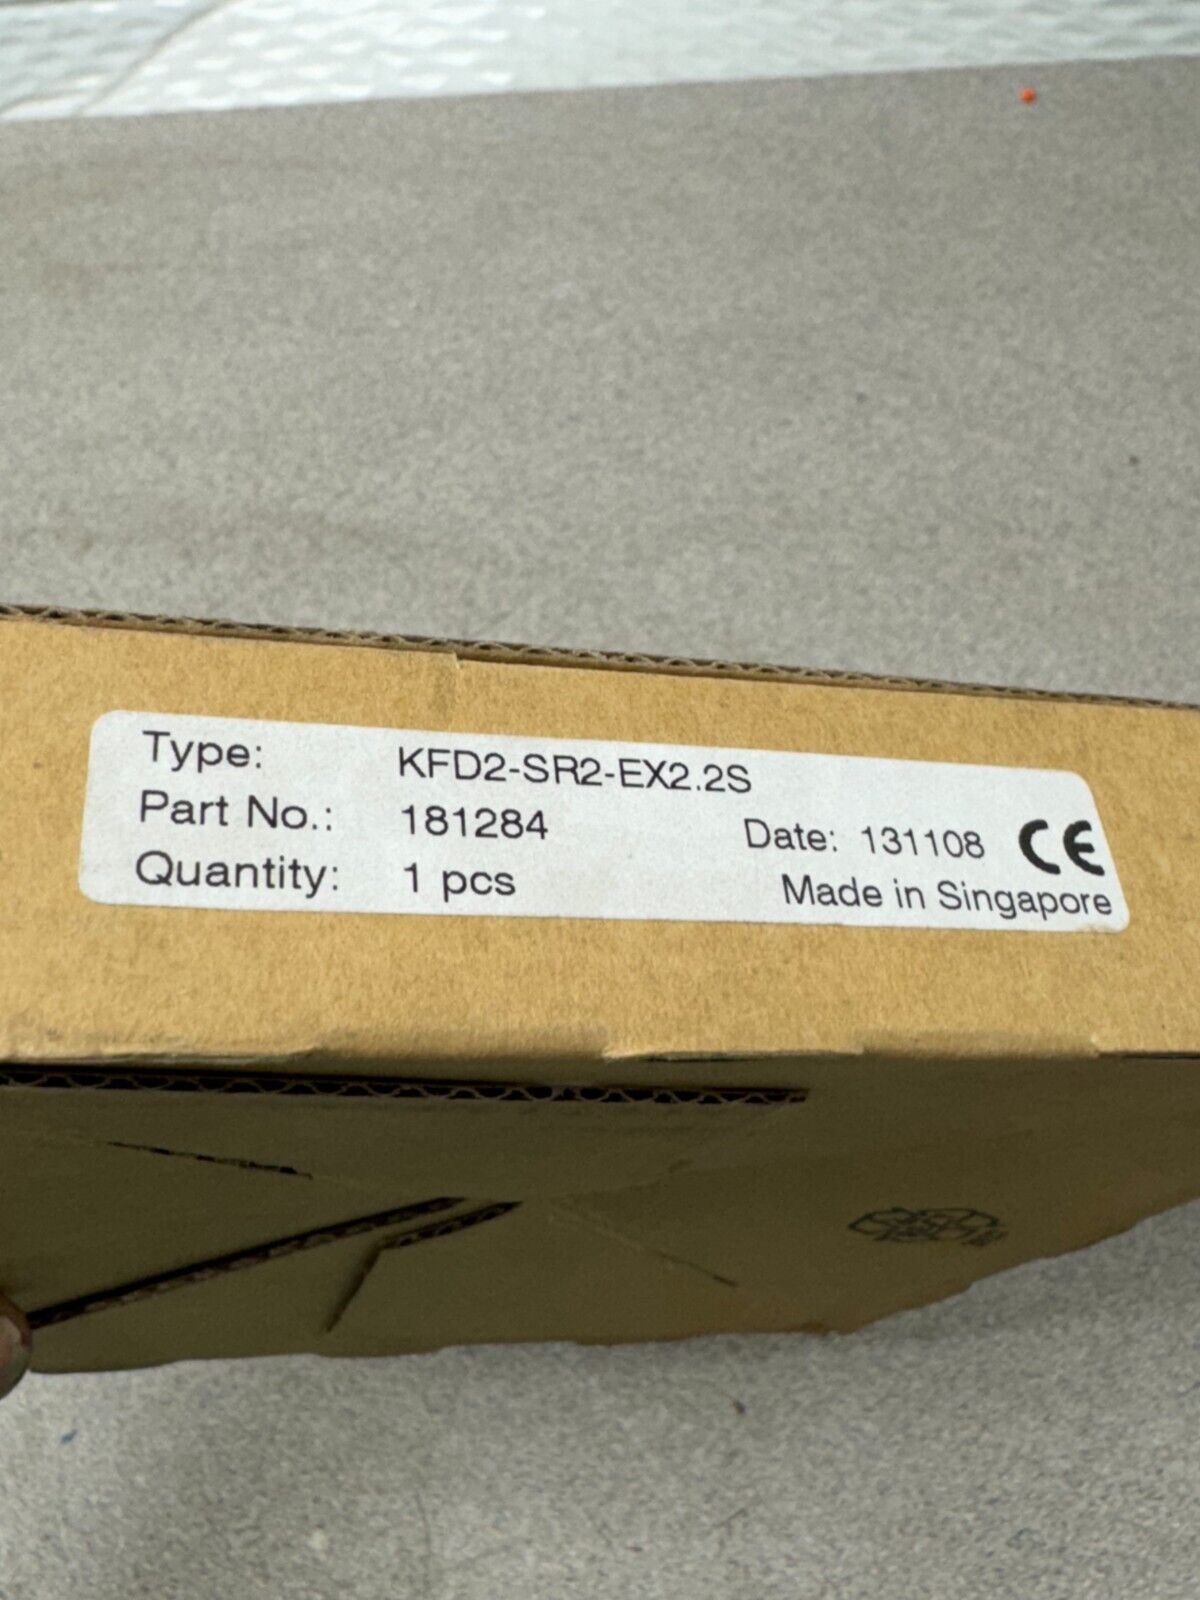 Type: KFD2-SR2-EX2.2S
Part No.: 181284
Quantity: 1 pcs
Date: 131108 CE
Made in Singapore